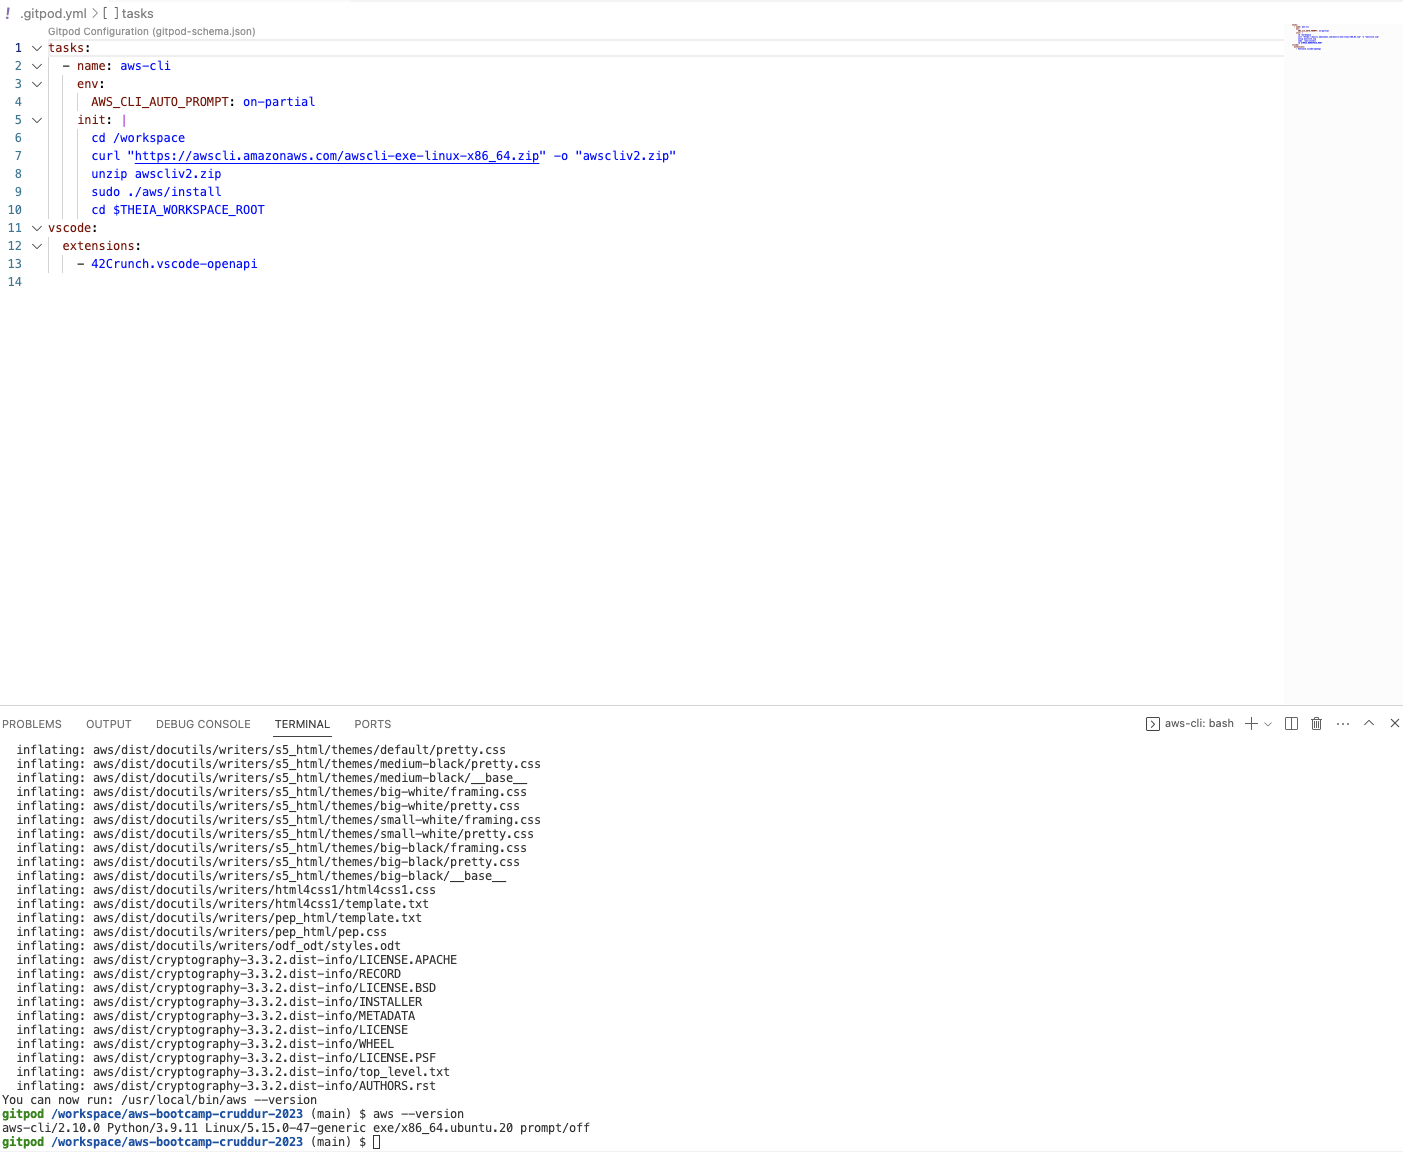 ! .gitpod.yml > [ ] tasks
Gitpod Configuration (gitpod-schema.json)
1 tasks:
2   - name: aws-cli
3     env:
4       AWS_CLI_AUTO_PROMPT: on-partial
5     init: |
6       cd /workspace
7       curl "https://awscli.amazonaws.com/awscli-exe-linux-x86_64.zip" -o "awscliv2.zip"
8       unzip awscliv2.zip
9       sudo ./aws/install
10       cd $THEIA_WORKSPACE_ROOT
11 vscode:
12   extensions:
13     - 42Crunch.vscode-openapi
14
PROBLEMS OUTPUT DEBUG CONSOLE TERMINAL PORTS aws-cli: bash
  inflating: aws/dist/docutils/writers/s5_html/themes/default/pretty.css
  inflating: aws/dist/docutils/writers/s5_html/themes/medium-black/pretty.css
  inflating: aws/dist/docutils/writers/s5_html/themes/medium-black/__base__
  inflating: aws/dist/docutils/writers/s5_html/themes/big-white/framing.css
  inflating: aws/dist/docutils/writers/s5_html/themes/big-white/pretty.css
  inflating: aws/dist/docutils/writers/s5_html/themes/small-white/framing.css
  inflating: aws/dist/docutils/writers/s5_html/themes/small-white/pretty.css
  inflating: aws/dist/docutils/writers/s5_html/themes/big-black/framing.css
  inflating: aws/dist/docutils/writers/s5_html/themes/big-black/pretty.css
  inflating: aws/dist/docutils/writers/s5_html/themes/big-black/__base__
  inflating: aws/dist/docutils/writers/html4css1/html4css1.css
  inflating: aws/dist/docutils/writers/html4css1/template.txt
  inflating: aws/dist/docutils/writers/pep_html/template.txt
  inflating: aws/dist/docutils/writers/pep_html/pep.css
  inflating: aws/dist/docutils/writers/odf_odt/styles.odt
  inflating: aws/dist/cryptography-3.3.2.dist-info/LICENSE.APACHE
  inflating: aws/dist/cryptography-3.3.2.dist-info/RECORD
  inflating: aws/dist/cryptography-3.3.2.dist-info/LICENSE.BSD
  inflating: aws/dist/cryptography-3.3.2.dist-info/INSTALLER
  inflating: aws/dist/cryptography-3.3.2.dist-info/METADATA
  inflating: aws/dist/cryptography-3.3.2.dist-info/LICENSE
  inflating: aws/dist/cryptography-3.3.2.dist-info/WHEEL
  inflating: aws/dist/cryptography-3.3.2.dist-info/LICENSE.PSF
  inflating: aws/dist/cryptography-3.3.2.dist-info/top_level.txt
  inflating: aws/dist/cryptography-3.3.2.dist-info/AUTHORS.rst
You can now run: /usr/local/bin/aws --version
gitpod /workspace/aws-bootcamp-cruddur-2023 (main) $ aws --version
aws-cli/2.10.0 Python/3.9.11 Linux/5.15.0-47-generic exe/x86_64.ubuntu.20 prompt/off
gitpod /workspace/aws-bootcamp-cruddur-2023 (main) $